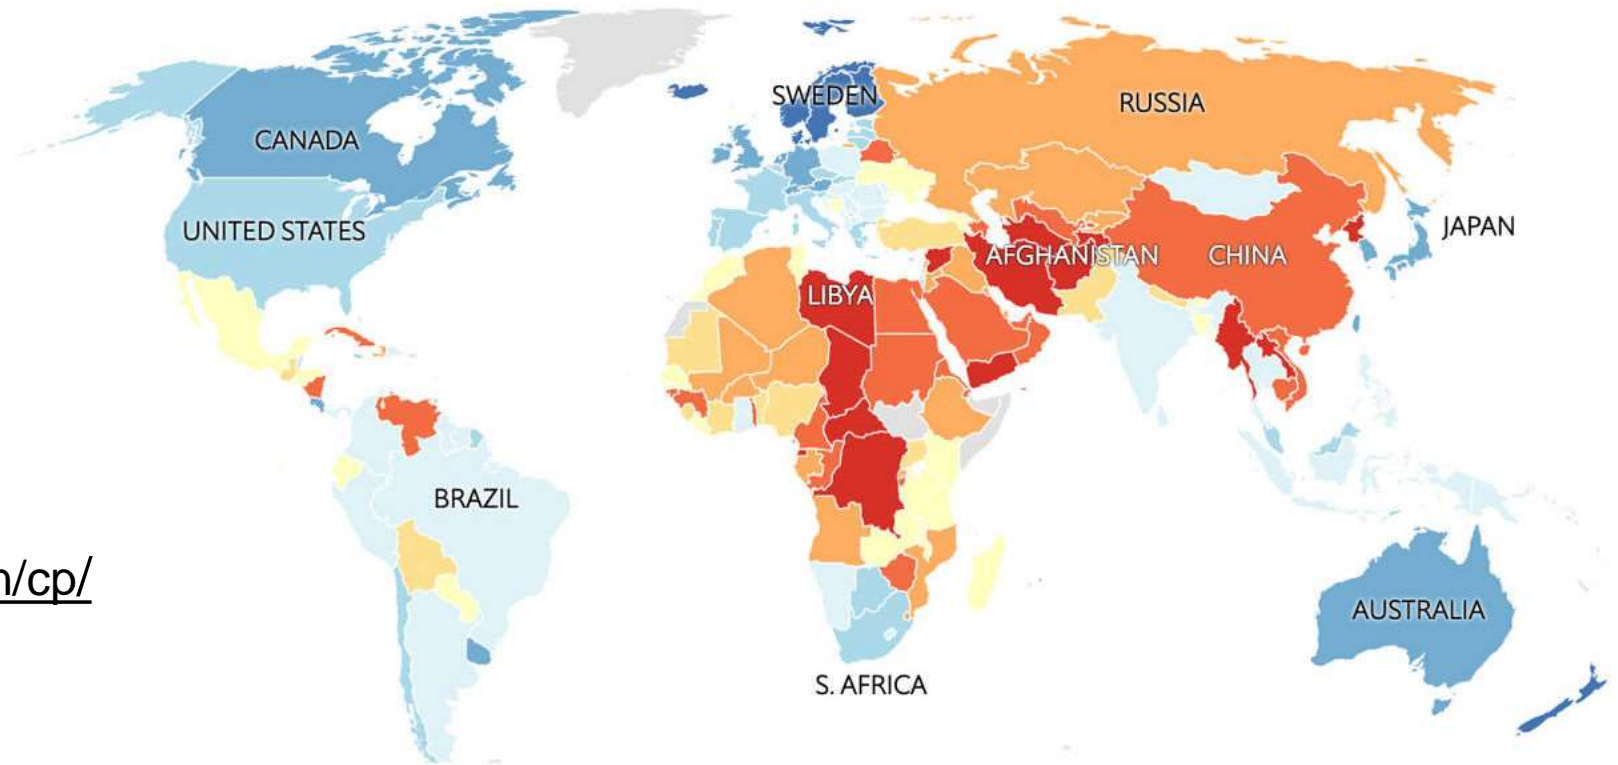 SWEDEN
RUSSIA
CANADA
UNITED STATES
JAPAN
AFGHANISTAN
CHINA
LIBYA
BRAZIL
n/cp/
AUSTRALIA
S. AFRICA